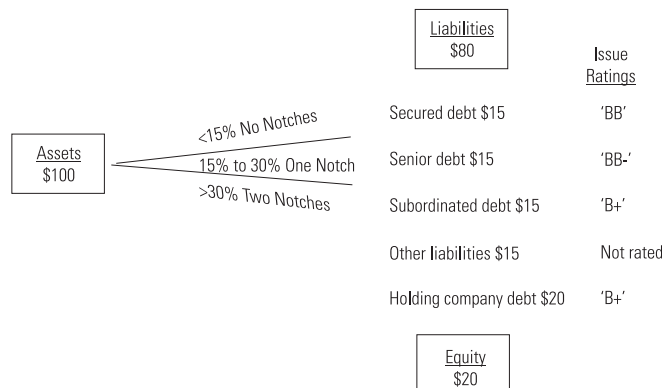 Liabilities
$80
Issue
Ratings
Secured debt $15 'BB'
<15% No Notches
Assets
$100
15% to 30% One Notch
Senior debt $15 'BB-'
>30% Two Notches
Subordinated debt $15 'B+'
Other liabilities $15 Not rated
Holding company debt $20 'B+'
Equity
$20